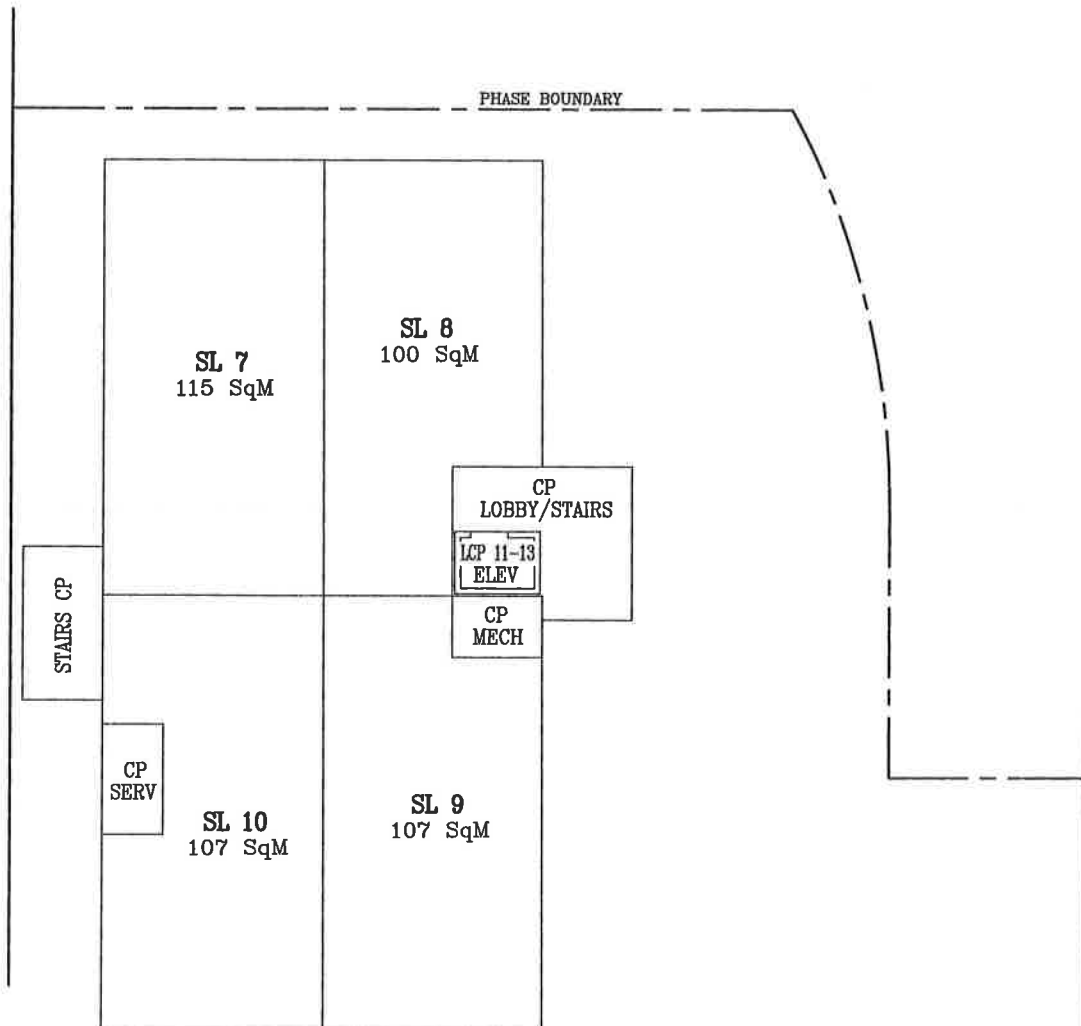 PHASE BOUNDARY
SL 8
100 SqM
SL 7
115 SqM
CP
LOBBY/STAIRS
LCP 11-13
ELEV
CP
MECH
STAIRS CP
CP
SERV
SL 9
107 SqM
SL 10
107 SqM